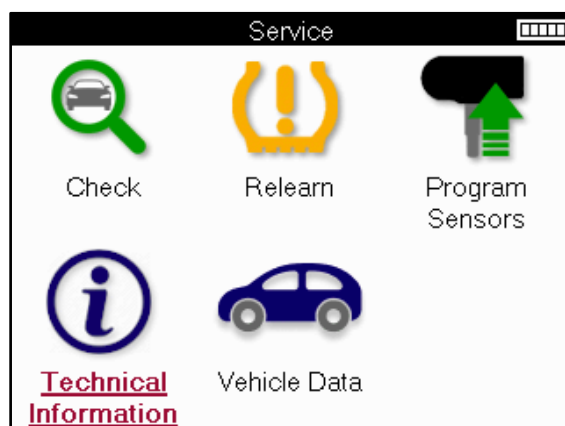 Service
Check
Relearn
Program
Sensors
Technical
Information
Vehicle Data